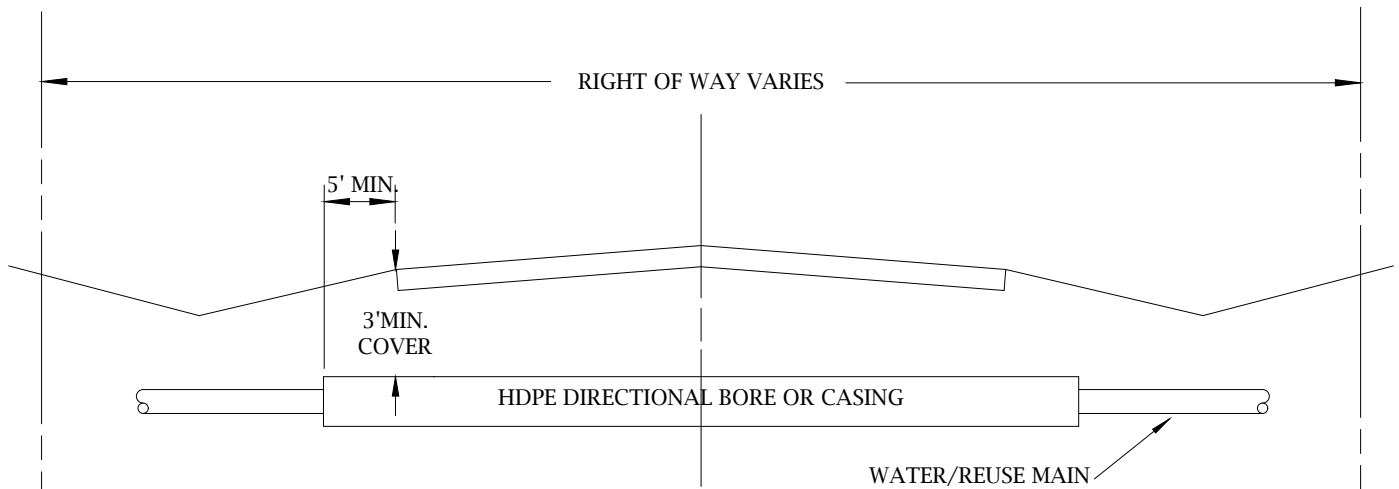 RIGHT OF WAY VARIES
5' MIN.
3'MIN.
COVER
HDPE DIRECTIONAL BORE OR CASING
WATER/REUSE MAIN